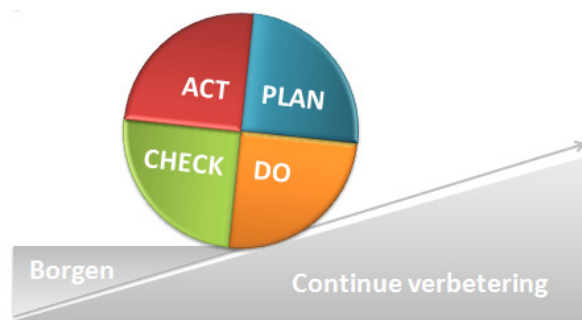 ACT
PLAN
CHECK
DO
Borgen
Continue verbetering